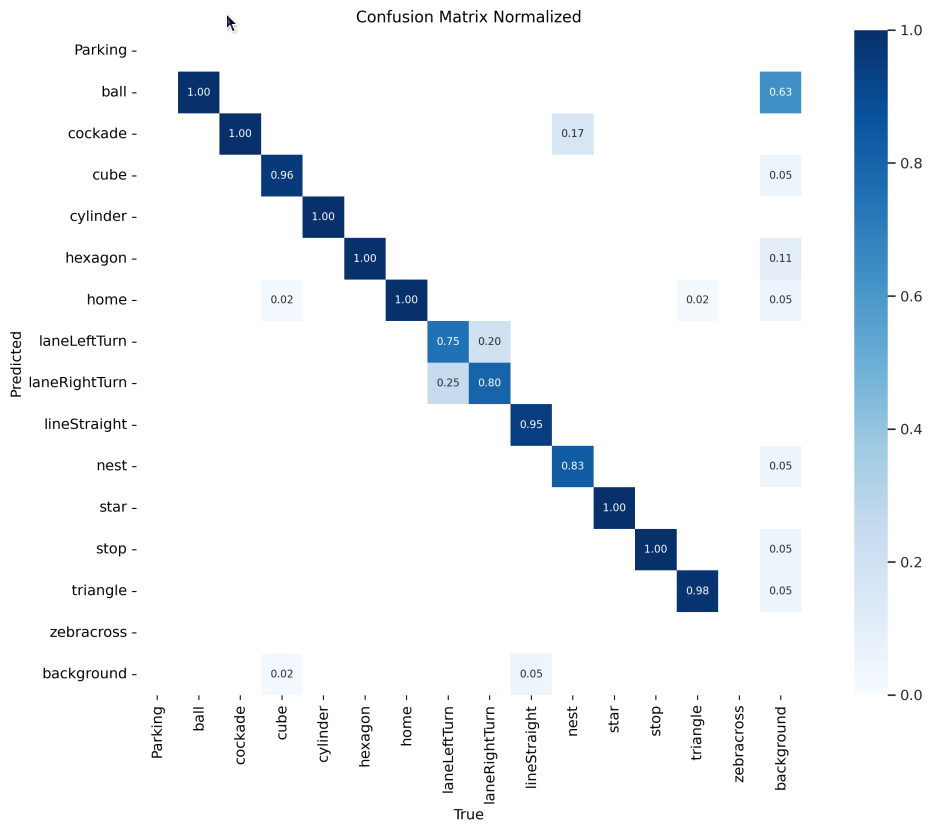 Confusion Matrix Normalized
Parking
ball 1.00 0.63
cockade 1.00 0.17
cube 0.96 0.05
cylinder 1.00
hexagon 1.00 0.11
home 0.02 1.00 0.02 0.05
laneLeftTurn 0.75 0.20
laneRightTurn 0.25 0.80
lineStraight 0.95
nest 0.83 0.05
star 1.00
stop 1.00 0.05
triangle 0.98 0.05
zebracross
background 0.02 0.05
Predicted
Parking
ball
cockade
cube
cylinder
hexagon
home
laneLeftTurn
laneRightTurn
lineStraight
nest
star
stop
triangle
zebracross
background
True
1.0
0.8
0.6
0.4
0.2
0.0